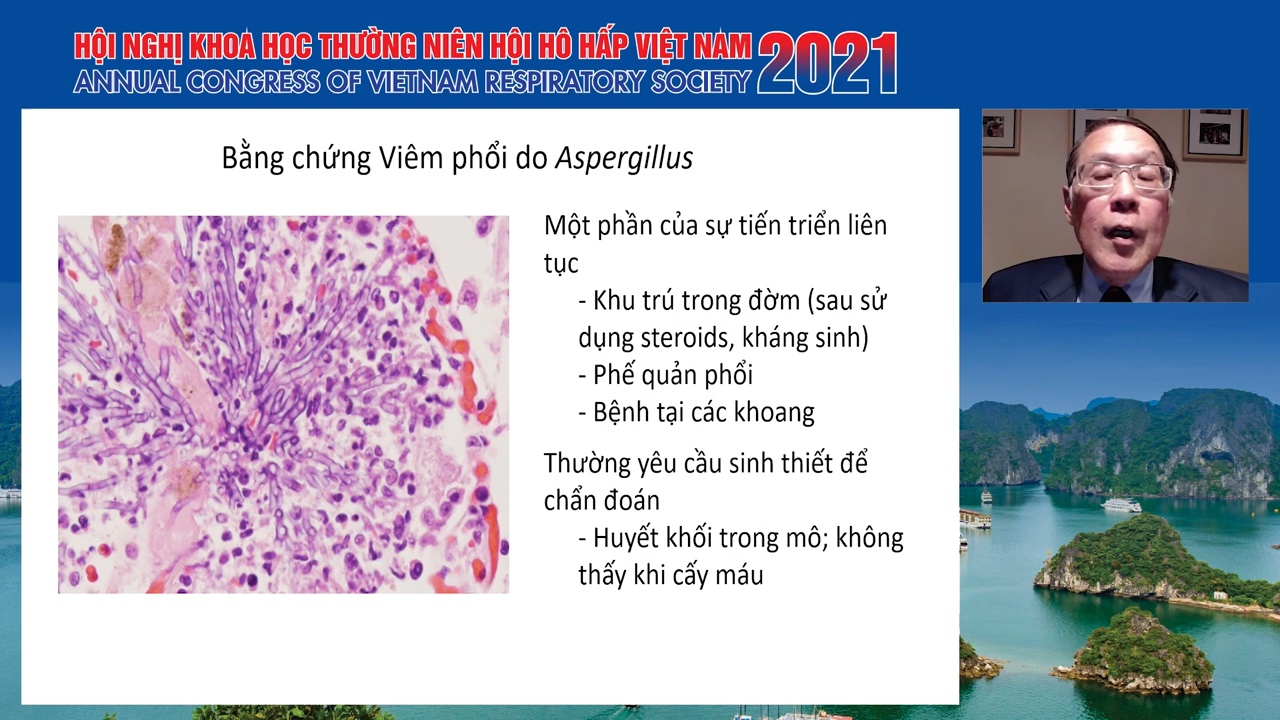 HỘI NGHỊ KHOA HỌC THƯỜNG NIÊN HỘI HÔ HẤP VIỆT NAM 2021
ANNUAL CONGRESS OF VIETNAM RESPIRATORY SOCIETY
Bằng chứng Viêm phổi do Aspergillus
Một phần của sự tiến triển liên
tục
- Khu trú trong đờm (sau sử
dụng steroids, kháng sinh)
- Phế quản phổi
- Bệnh tại các khoang
Thường yêu cầu sinh thiết để
chẩn đoán
- Huyết khối trong mô; không
thấy khi cấy máu